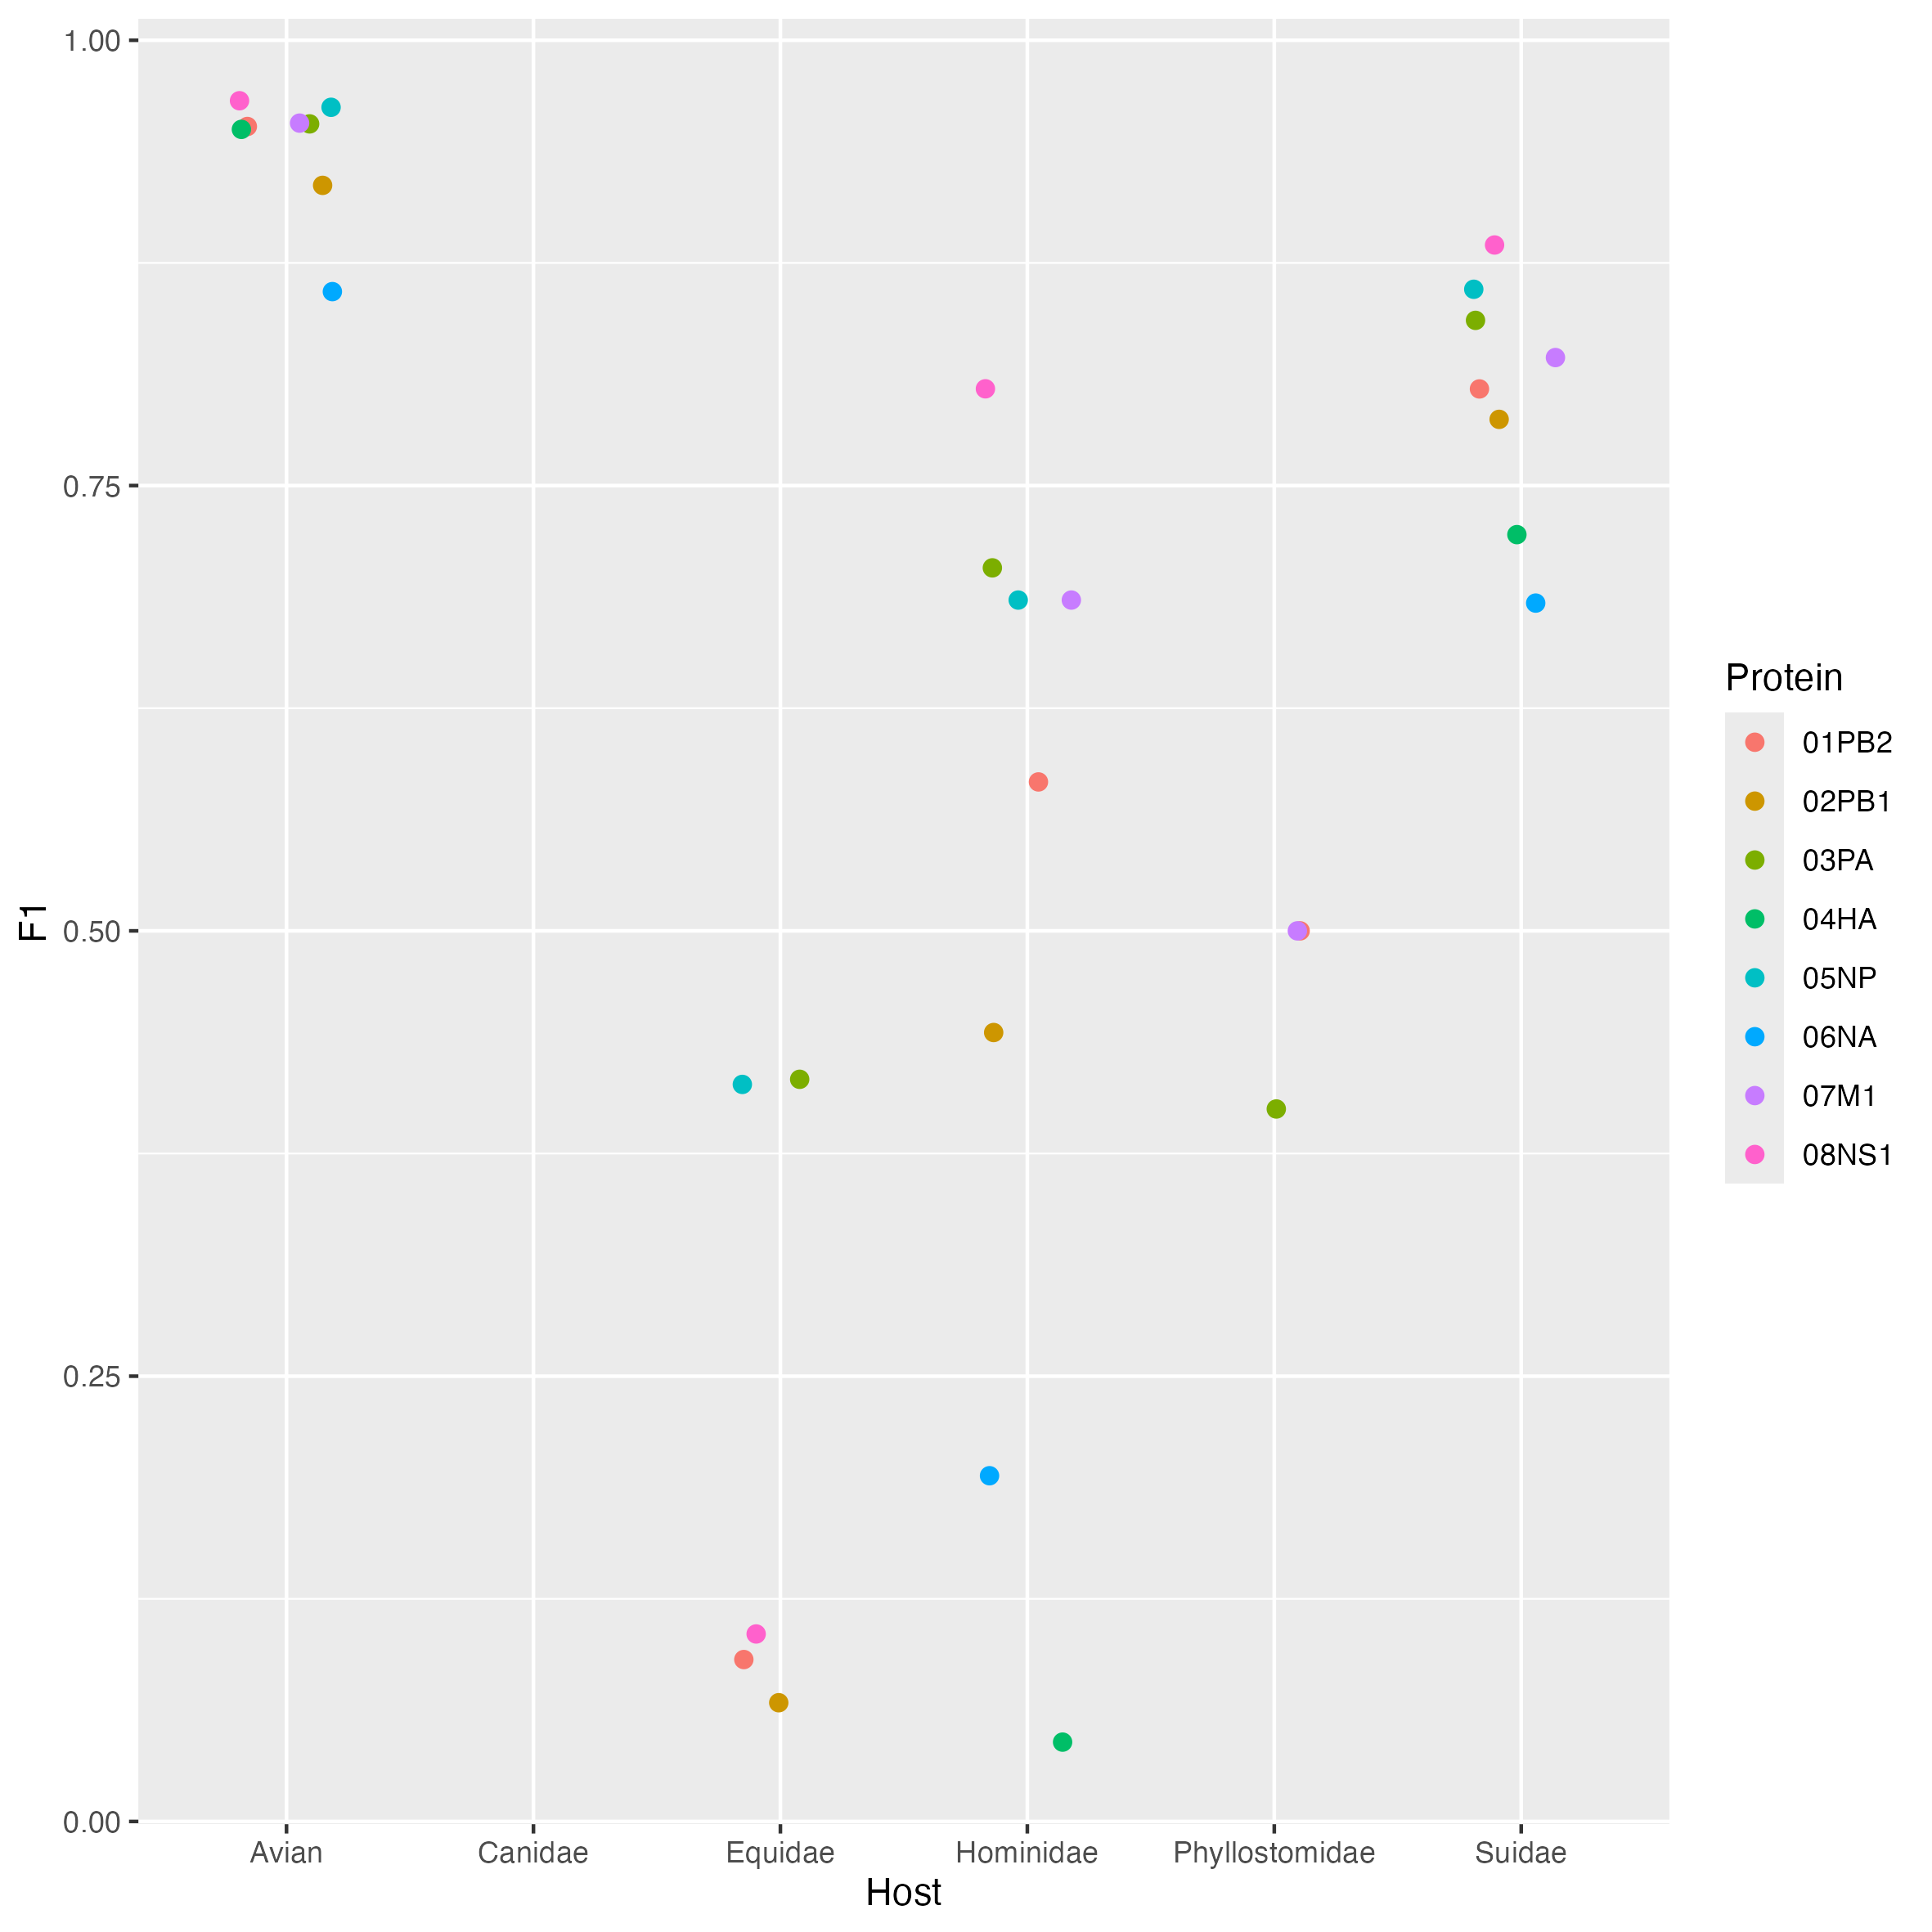 1.00
0.75
0.50
0.25
0.00
F1
Avian
Canidae
Equidae
Hominidae
Phyllostomidae
Suidae
Host
Protein
01PB2
02PB1
03PA
04HA
05NP
06NA
07M1
08NS1